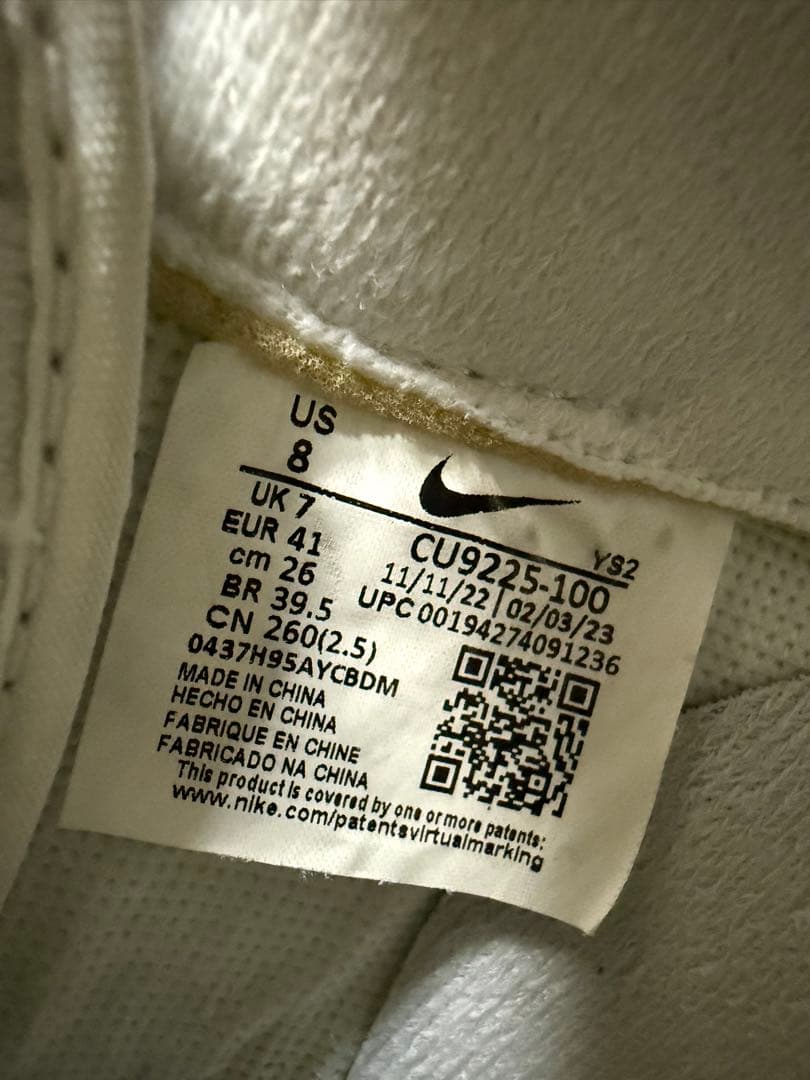 US
8
YS2
UK 7
EUR 41
cm 26
BR 39.5
CN 260(2.5)
0437H95AYCBDM
CU9225-100
11/11/22 | 02/03/23
UPC 00194274091236
MADE IN CHINA
HECHO EN CHINA
FABRIQUE EN CHINE
FABRICADO NA CHINA
This product is covered by one or more patents:
www.nike.com/patentsvirtualmarking